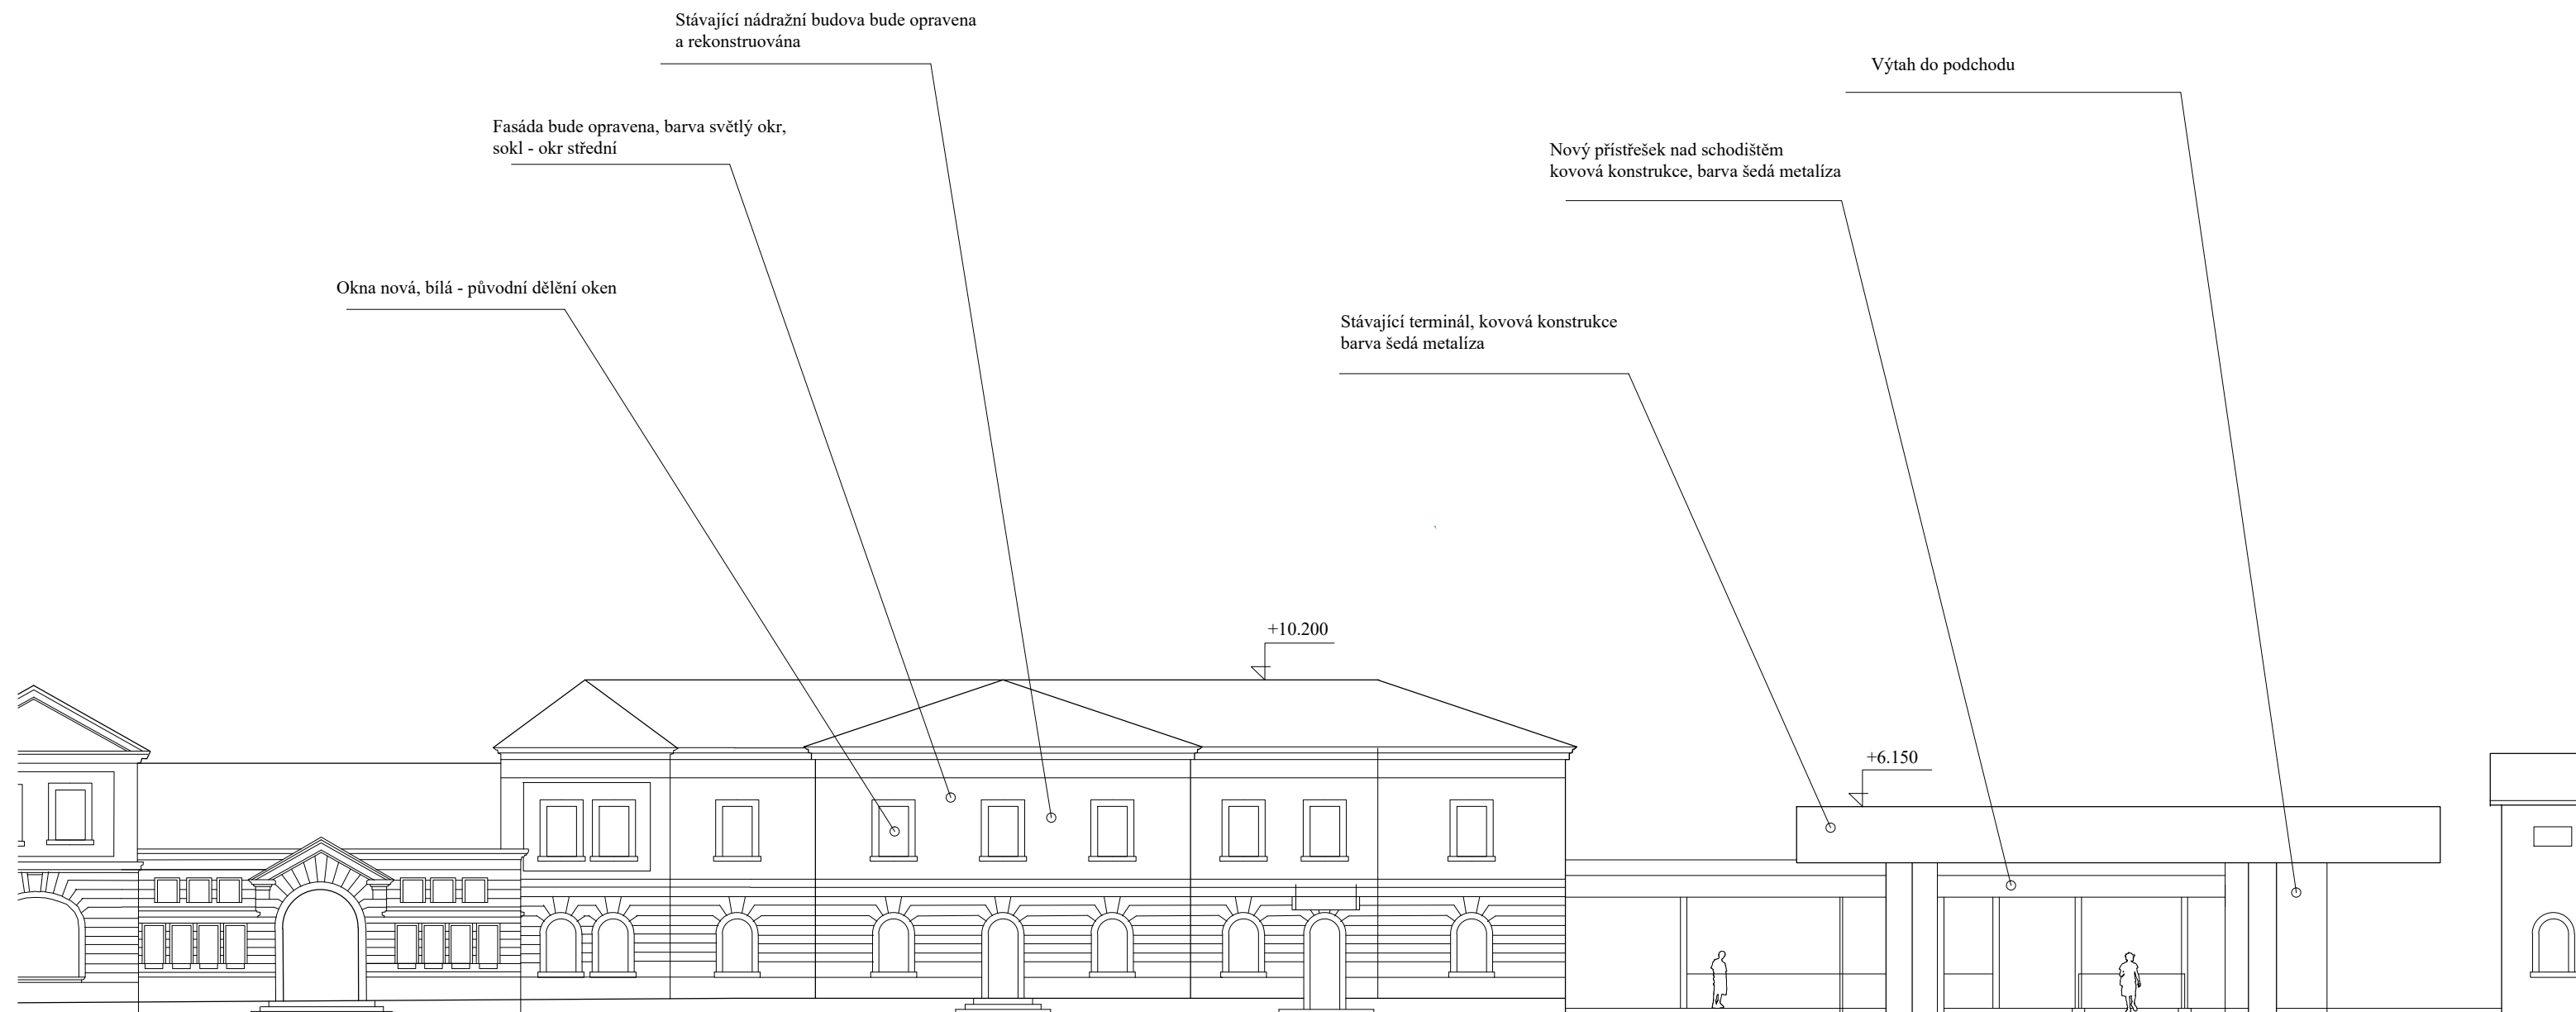 Stávající nádražní budova bude opravena
a rekonstruována
Výtah do podchodu
Fasáda bude opravena, barva světlý okr,
sokl - okr střední
Nový přístřešek nad schodištěm
kovová konstrukce, barva šedá metalíza
Okna nová, bílá - původní dělění oken
Stávající terminál, kovová konstrukce
barva šedá metalíza
+10.200
+6.150